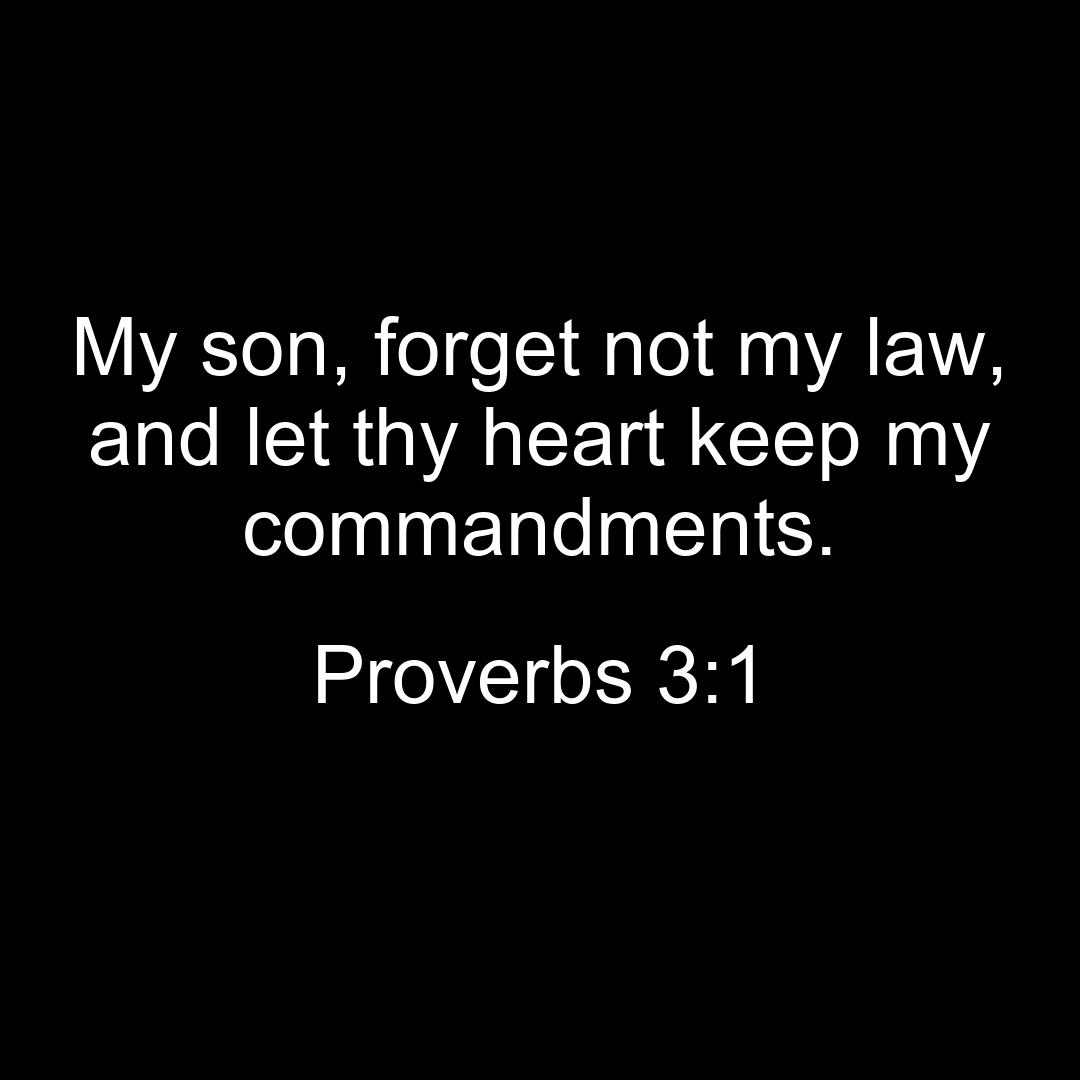 My son, forget not my law,
and let thy heart keep my
commandments.
Proverbs 3:1